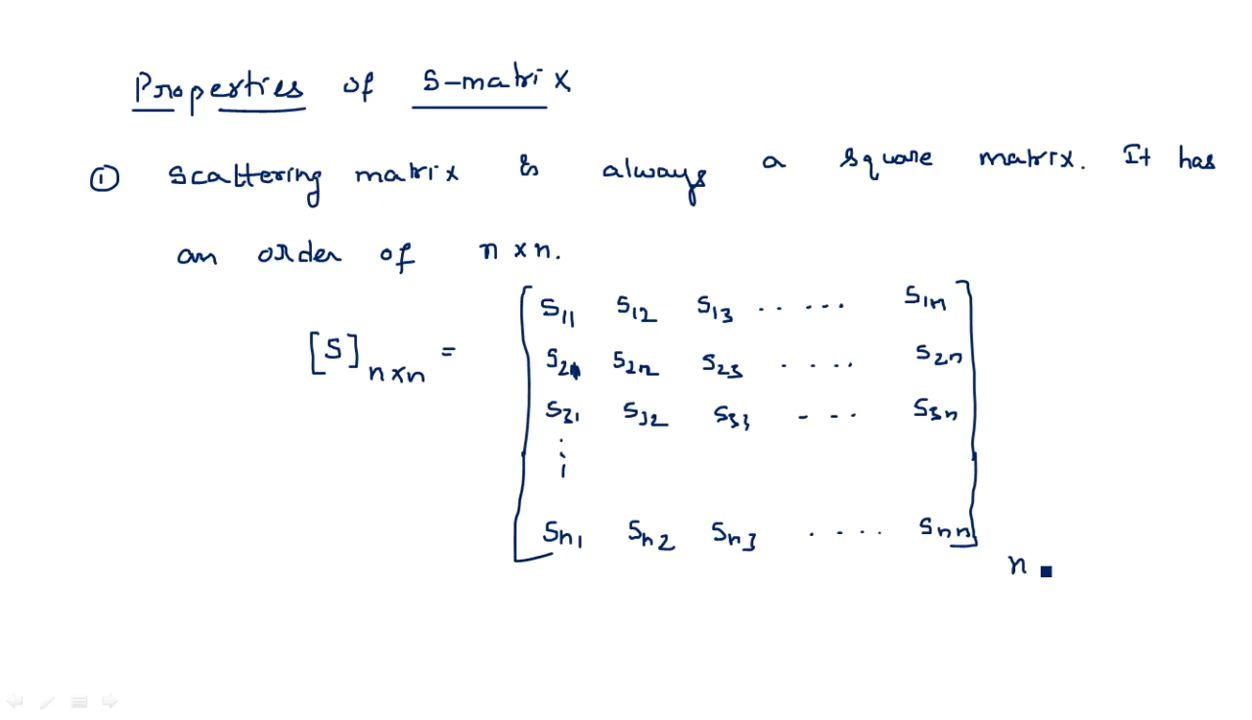 Properties of S-matrix
① Scattering matrix is always a square matrix. It has
an order of n × n.
[S]n×n =
S11 S12 S13 ..... S1n
S21 S22 S23 ..... S2n
S31 S32 S33 --... S3n
Sn1 Sn2 Sn3 ..... Snn
n